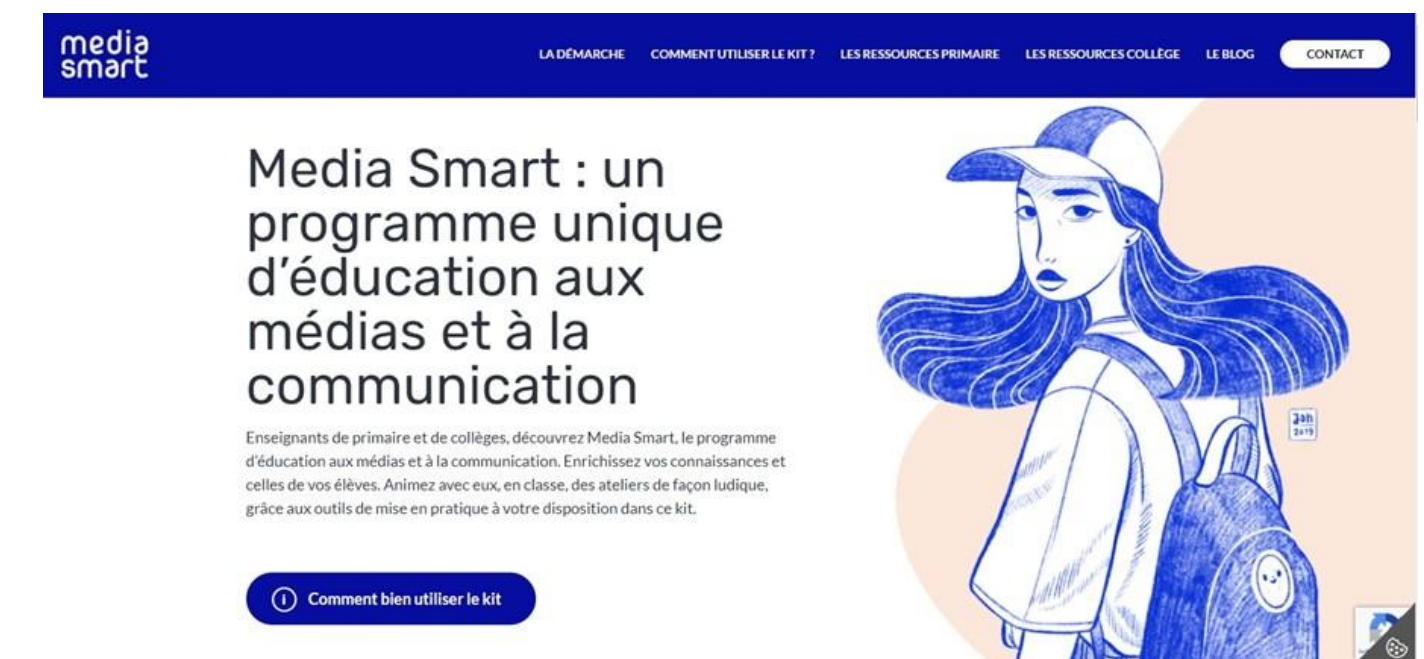 media
smart
LA DÉMARCHE COMMENT UTILISER LE KIT ? LES RESSOURCES PRIMAIRE LES RESSOURCES COLLÈGE LE BLOG CONTACT
Media Smart : un
programme unique
d’éducation aux
médias et à la
communication
Enseignants de primaire et de collèges, découvrez Media Smart, le programme
d’éducation aux médias et à la communication. Enrichissez vos connaissances et
celles de vos élèves. Animez avec eux, en classe, des ateliers de façon ludique,
grâce aux outils de mise en pratique à votre disposition dans ce kit.
Comment bien utiliser le kit
Jan
2019